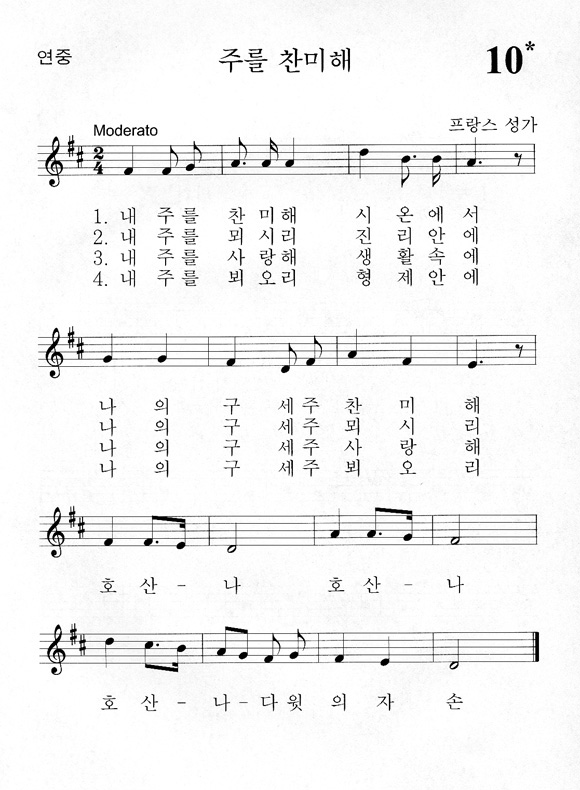 연중
주를 찬미해
10*
프랑스 성가
Moderato
2
4
1. 내 주를 찬 미해 시 온에 서
2. 내 주를 뫼 시리 진 리안 에
3. 내 주를 사 랑해 생 활속 에
4. 내 주를 뵈 오리 형 제안 에
나 의 구 세주 찬 미 해
나 의 구 세주 뫼 시 리
나 의 구 세주 사 랑 해
나 의 구 세주 뵈 오 리
호 산 - 나 호 산 - 나
호 산 - 나 - 다 윗 의 자 손